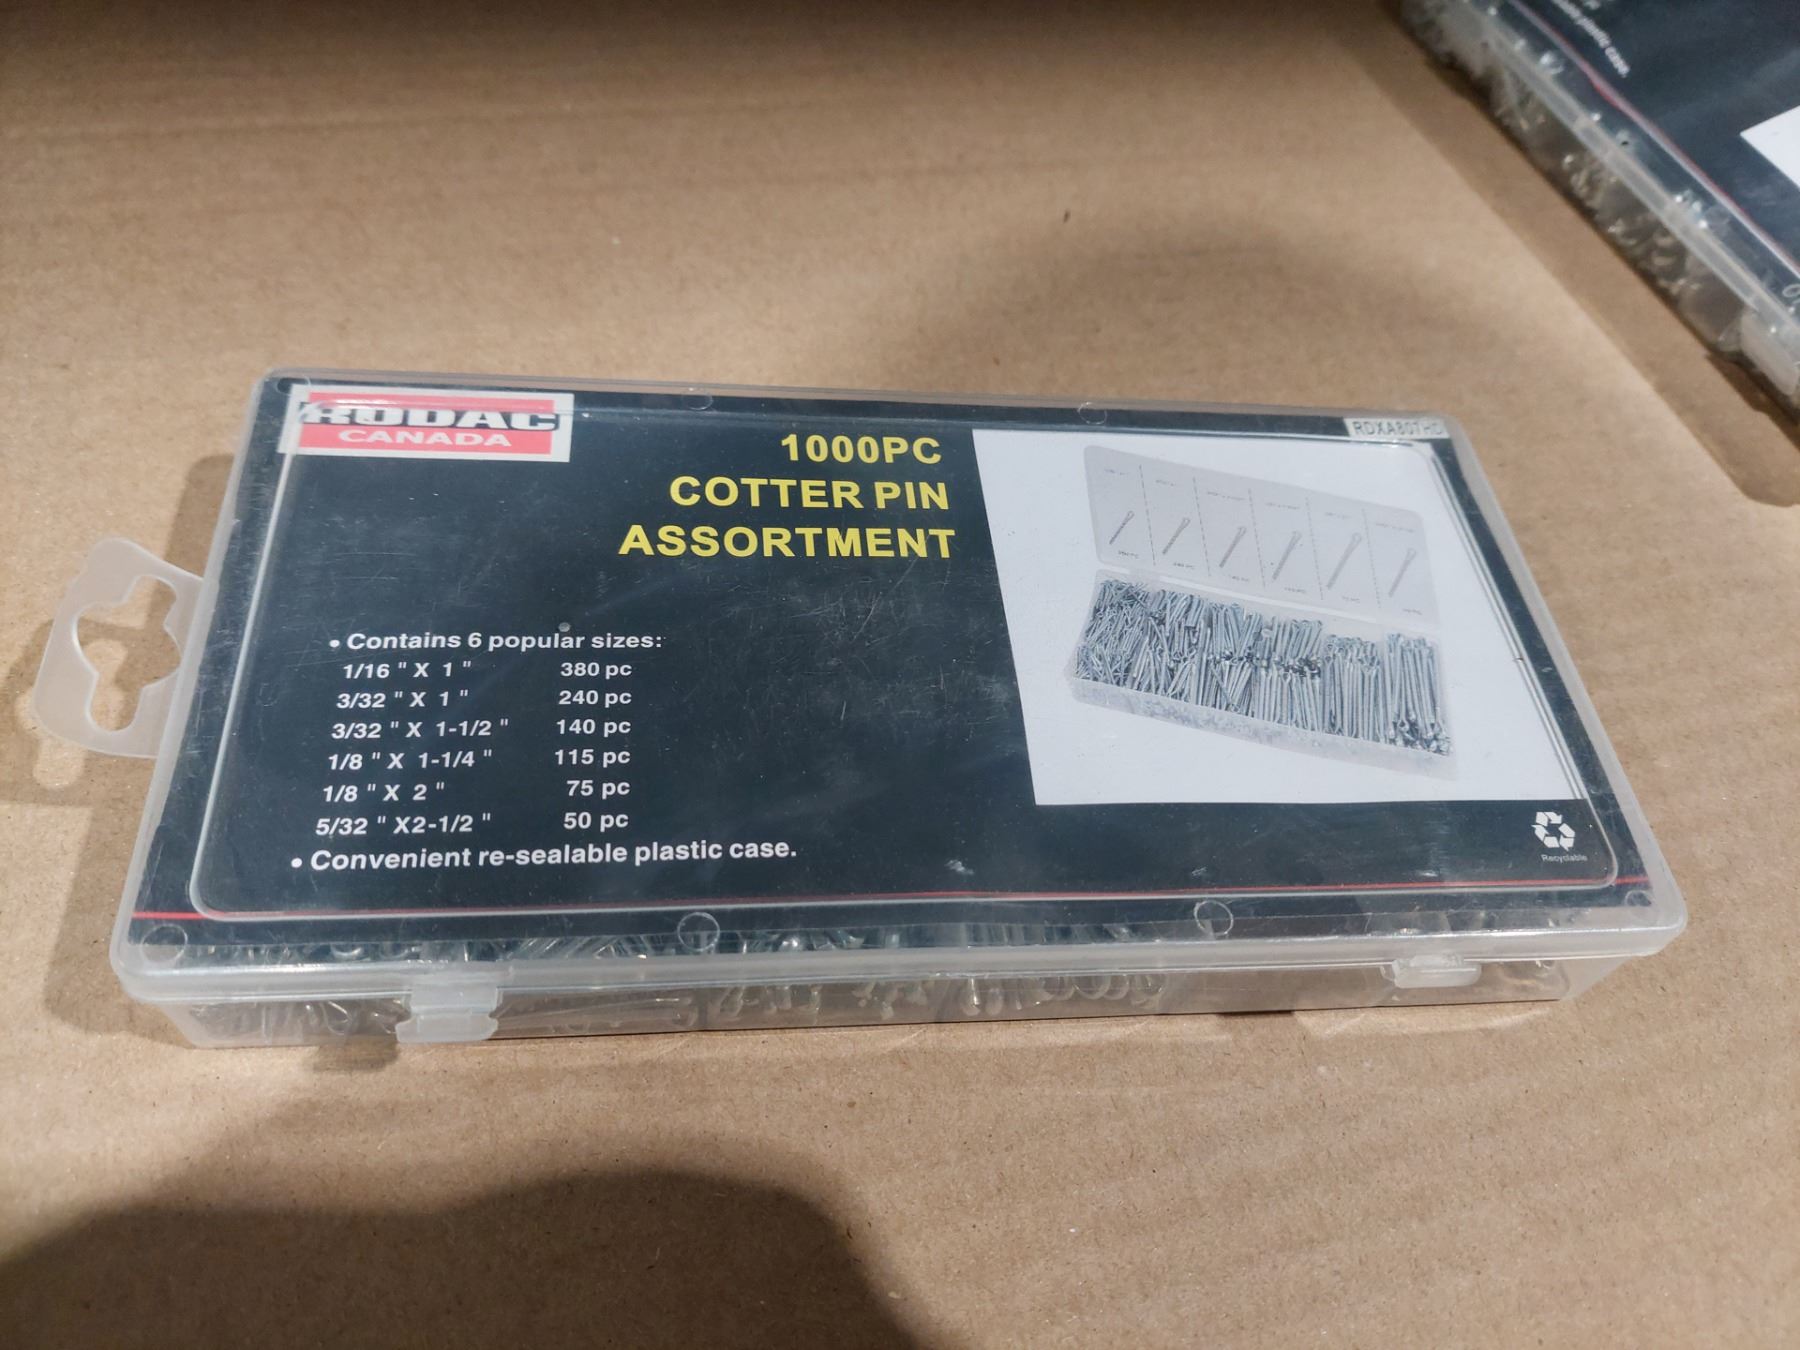 RODAC
CANADA
RDXA807HD
1000PC
COTTER PIN
ASSORTMENT
• Contains 6 popular sizes:
1/16 " X 1 " 380 pc
3/32 " X 1 " 240 pc
3/32 " X 1-1/2 " 140 pc
1/8 " X 1-1/4 " 115 pc
1/8 " X 2 " 75 pc
5/32 " X2-1/2 " 50 pc
• Convenient re-sealable plastic case.
Recyclable
plastic case.